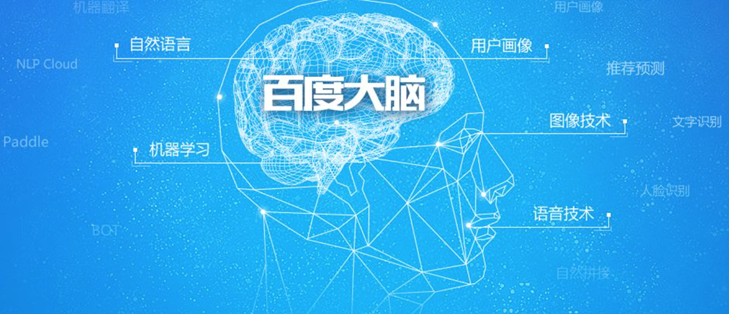 机器翻译
用户画像
自然语言
用户画像
NLP Cloud
推荐预测
百度大脑
图像技术
文字识别
Paddle
机器学习
人脸识别
语音技术
BOT
自然拼接